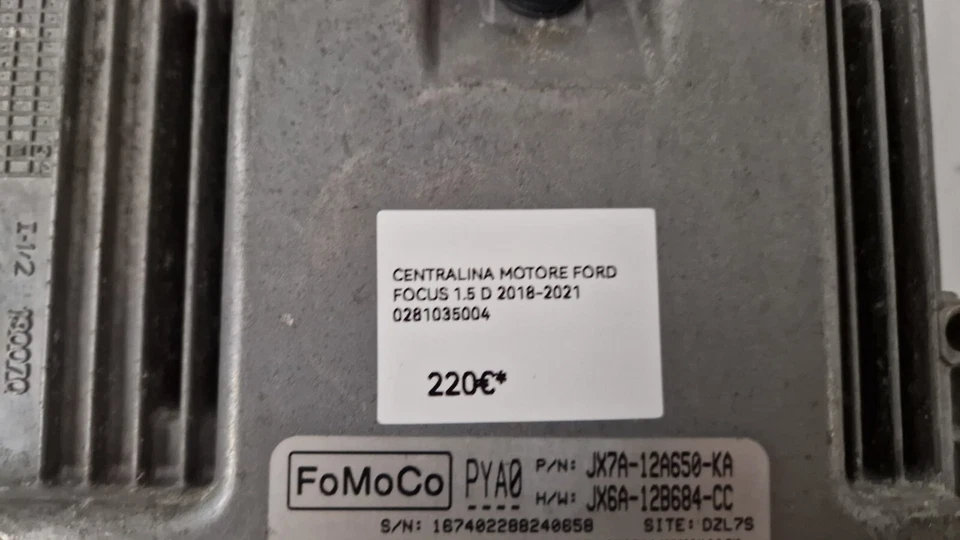 CENTRALINA MOTORE FORD
FOCUS 1.5 D 2018-2021
0281035004
220€*
FoMoCo PYA0 P/N: JX7A-12A650-KA
H/W: JX6A-12B684-CC
S/N: 167402288240658 SITE: DZL7S